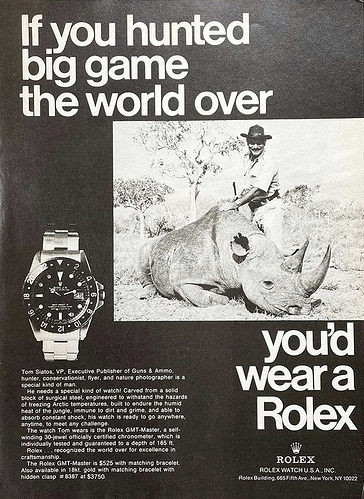 If you hunted
big game
the world over
you'd
wear a
Rolex
Tom Siatos, VP, Executive Publisher of Guns & Ammo,
hunter, conservationist, flyer, and nature photographer is a
special kind of man.
He needs a special kind of watch! Carved from a solid
block of surgical steel, engineered to withstand the hazards
of freezing Arctic temperatures, built to endure the humid
heat of the jungle, immune to dirt and grime, and able to
absorb constant shock, his watch is ready to go anywhere,
anytime, to meet any challenge.
The watch Tom wears is the Rolex GMT-Master, a self-
winding 30-jewel officially certified chronometer, which is
individually tested and guaranteed to a depth of 165 ft.
Rolex . . . recognized the world over for excellence in
craftsmanship.
The Rolex GMT-Master is $525 with matching bracelet.
Also available in 18kt. gold with matching bracelet with
hidden clasp # 8387 at $3750.
ROLEX
ROLEX WATCH U.S.A., INC.
Rolex Building, 665 Fifth Ave., New York, NY 10022